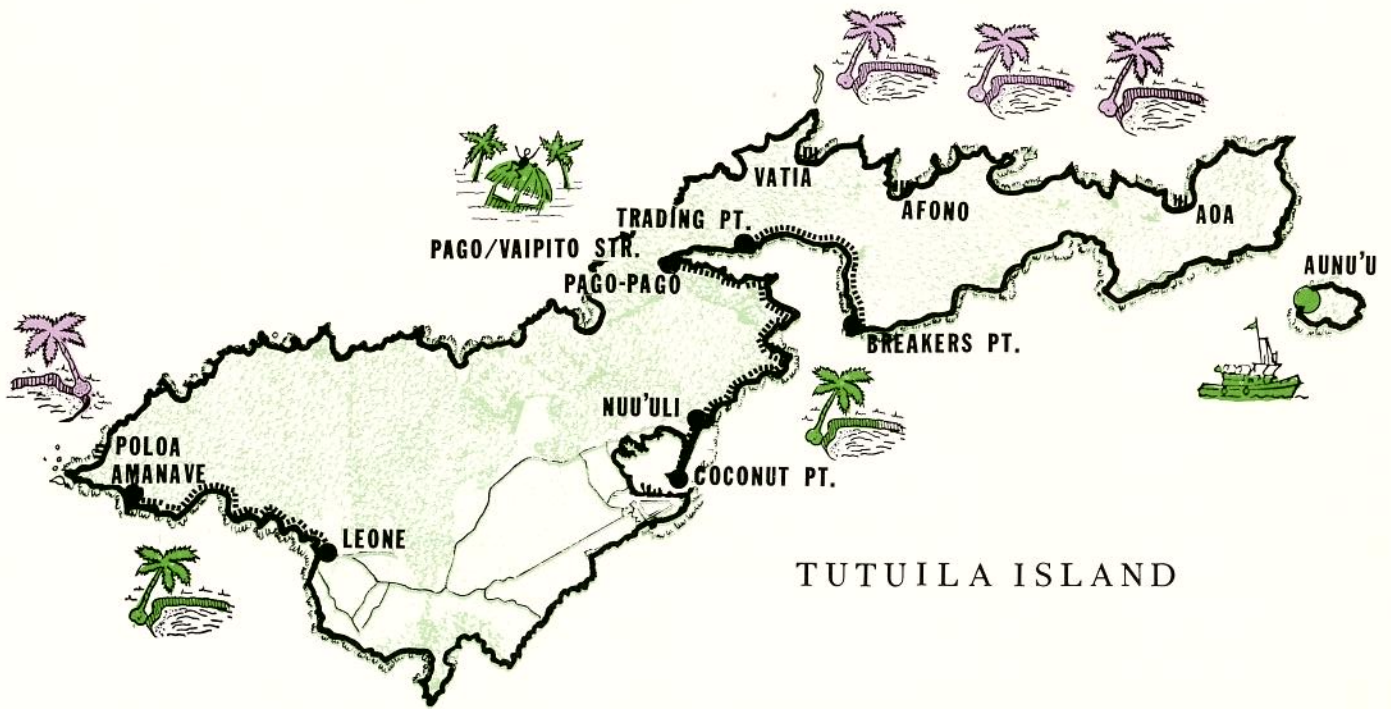 VATIA
AFONO
AOA
TRADING PT.
PAGO/VAIPITO STR.
PAGO-PAGO
AUNU'U
BREAKERS PT.
NUU'ULI
POLOA
AMANAVE
COCONUT PT.
LEONE
TUTUILA ISLAND